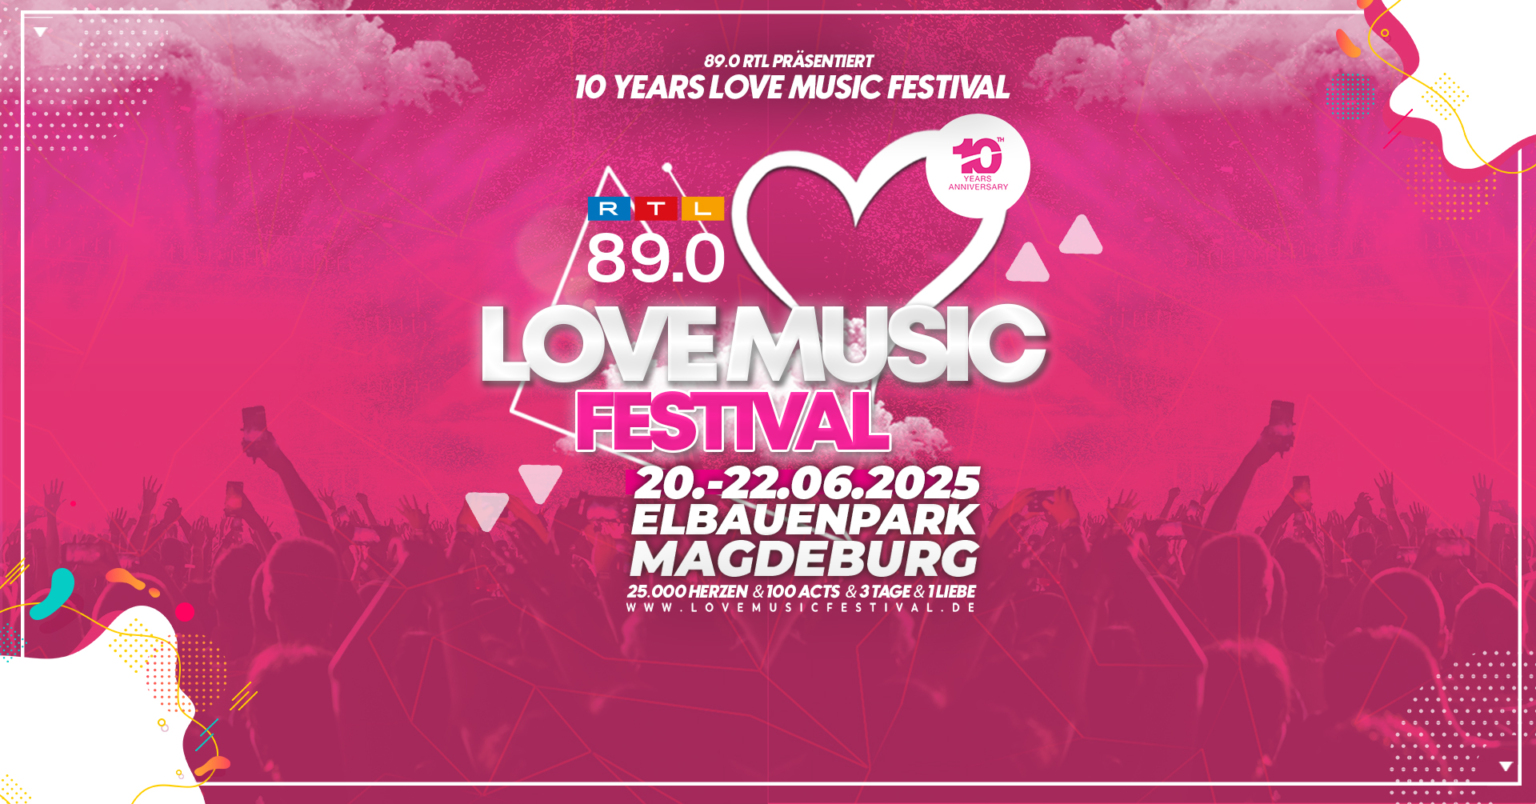 89.0 RTL PRÄSENTIERT
10 YEARS LOVE MUSIC FESTIVAL
10TH
YEARS
ANNIVERSARY
RTL
89.0
LOVE MUSIC
FESTIVAL
20.-22.06.2025
ELBAUENPARK
MAGDEBURG
25.000 HERZEN & 100 ACTS & 3 TAGE & 1 LIEBE
WWW.LOVEMUSICFESTIVAL.DE